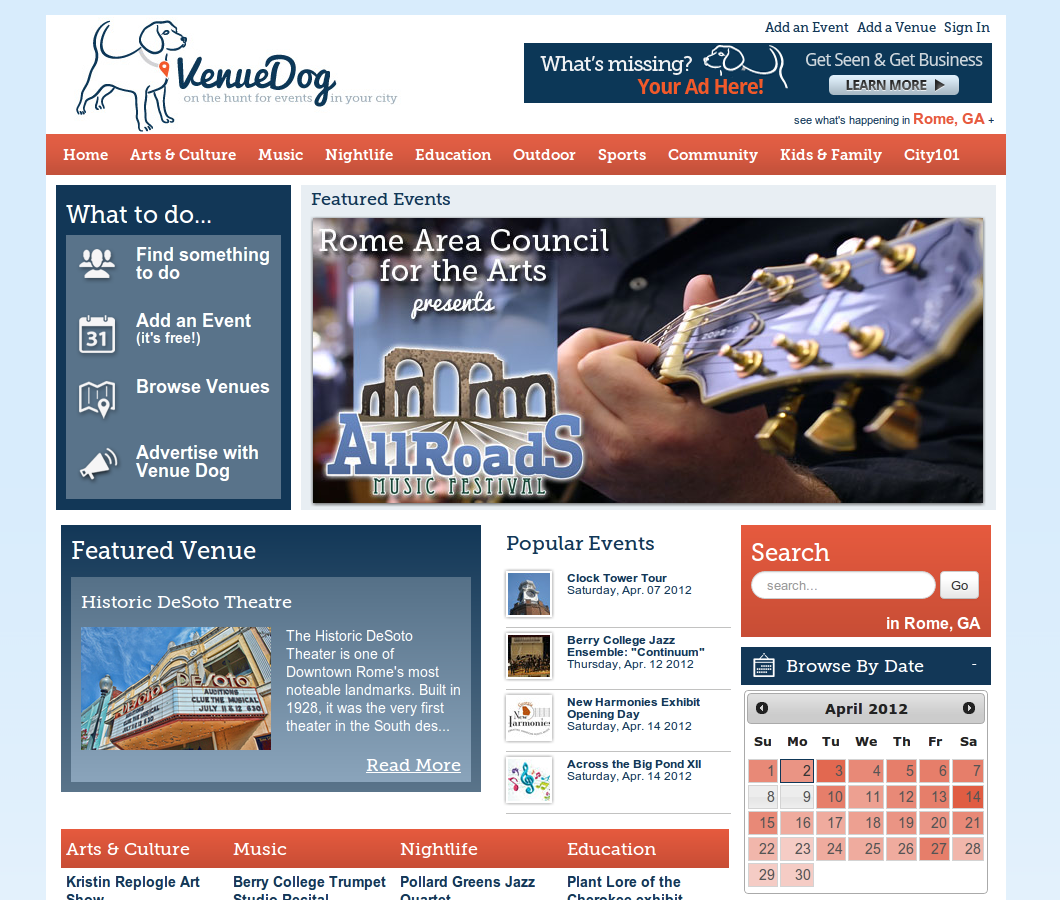 Add an Event Add a Venue Sign In
VenueDog
on the hunt for events in your city
What's missing?
Your Ad Here!
Get Seen & Get Business
LEARN MORE
see what's happening in Rome, GA +
Home Arts & Culture Music Nightlife Education Outdoor Sports Community Kids & Family City101
What to do...
Find something
to do
31
Add an Event
(it's free!)
Browse Venues
Advertise with
Venue Dog
Featured Events
Rome Area Council
for the Arts
presents
AllRoadS
MUSIC FESTIVAL
Featured Venue
Historic DeSoto Theatre
DESOTO
DESOTO
AUDITIONS
CLUE THE MUSICAL
The Historic DeSoto
Theater is one of
Downtown Rome's most
noteable landmarks. Built in
1928, it was the very first
theater in the South des...
Read More
Popular Events
Clock Tower Tour
Saturday, Apr. 07 2012
Berry College Jazz
Ensemble: "Continuum"
Thursday, Apr. 12 2012
New
Harmonies
New Harmonies Exhibit
Opening Day
Saturday, Apr. 14 2012
Across the Big Pond XII
Saturday, Apr. 14 2012
Search
search...
Go
in Rome, GA
Browse By Date -
April 2012
Su Mo Tu We Th Fr Sa
1 2 3 4 5 6 7
8 9 10 11 12 13 14
15 16 17 18 19 20 21
22 23 24 25 26 27 28
29 30
Arts & Culture Music Nightlife Education
Kristin Replogle Art
Show
Berry College Trumpet
Studio Recital
Pollard Greens Jazz
Quartet
Plant Lore of the
Cherokee exhibit